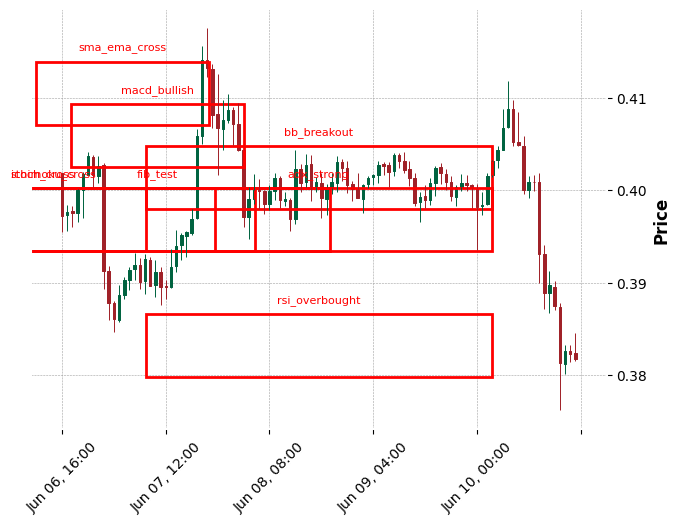 sma_ema_cross
macd_bullish
bb_breakout
fib_test
rsi_overbought
0.41
0.40
0.39
0.38
Price
Jun 06, 16:00
Jun 07, 12:00
Jun 08, 08:00
Jun 09, 04:00
Jun 10, 00:00